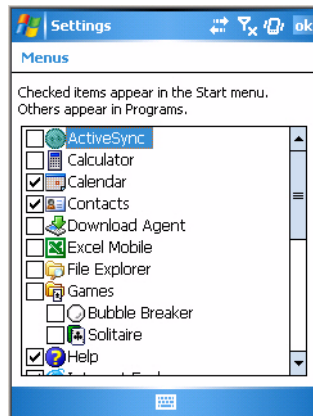 Settings
ok
Menus
Checked items appear in the Start menu.
Others appear in Programs.
ActiveSync
Calculator
Calendar
Contacts
Download Agent
Excel Mobile
File Explorer
Games
Bubble Breaker
Solitaire
Help